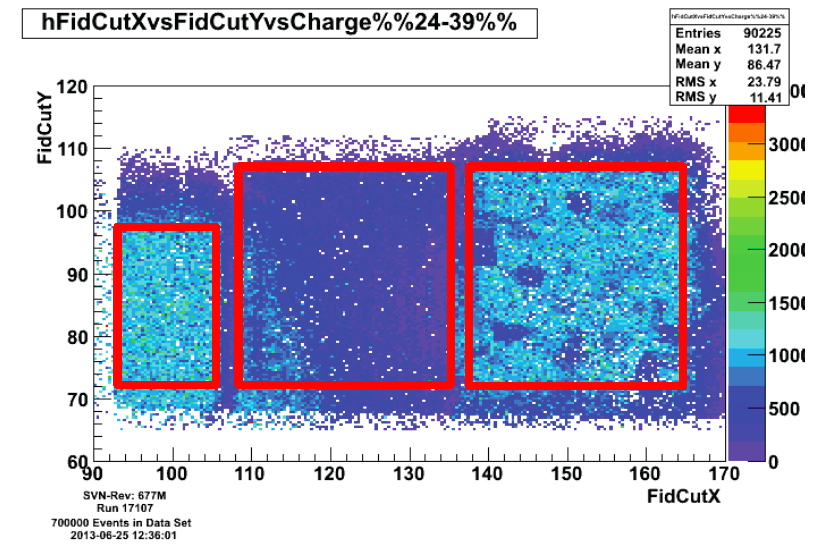 hFidCutXvsFidCutYvsCharge%%24-39%%
hFidCutXvsFidCutYvsCharge%%24-39%%
Entries 90225
Mean x 131.7
Mean y 86.47
RMS x 23.79
RMS y 11.41
FidCutY
120
110
100
90
80
70
60
90 100 110 120 130 140 150 160 170
FidCutX
3000
2500
2000
1500
1000
500
0
SVN-Rev: 677M
Run 17107
700000 Events in Data Set
2013-06-25 12:36:01